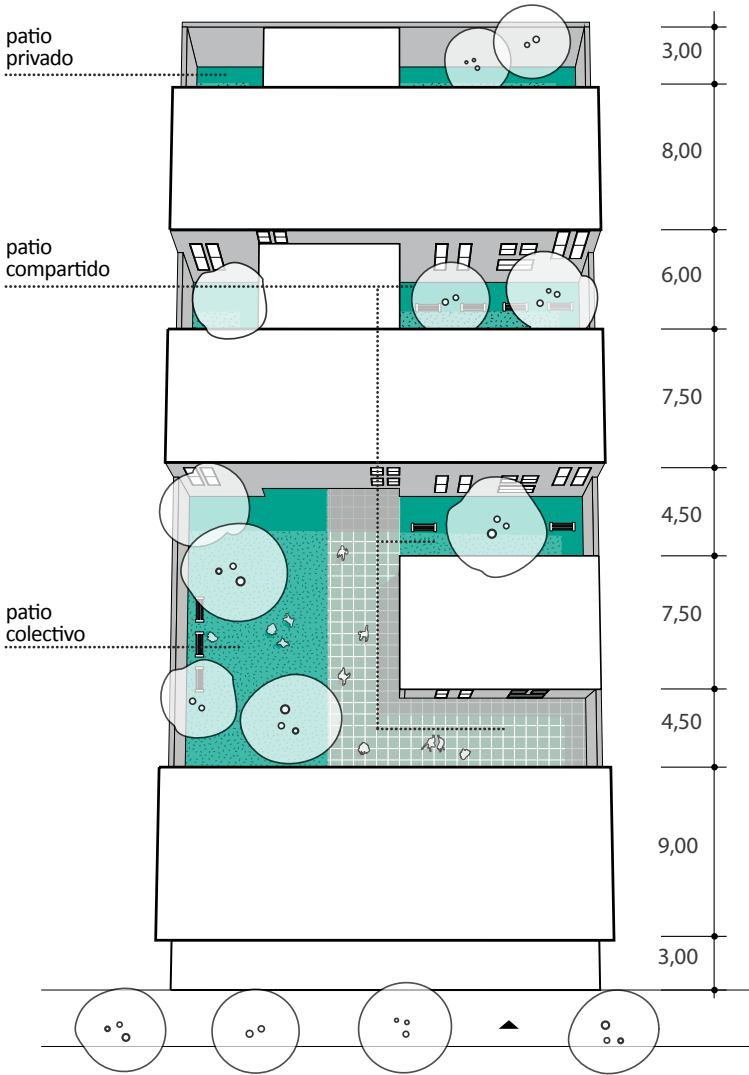 patio
privado
3,00
8,00
patio
compartido
6,00
7,50
4,50
patio
colectivo
7,50
4,50
9,00
3,00